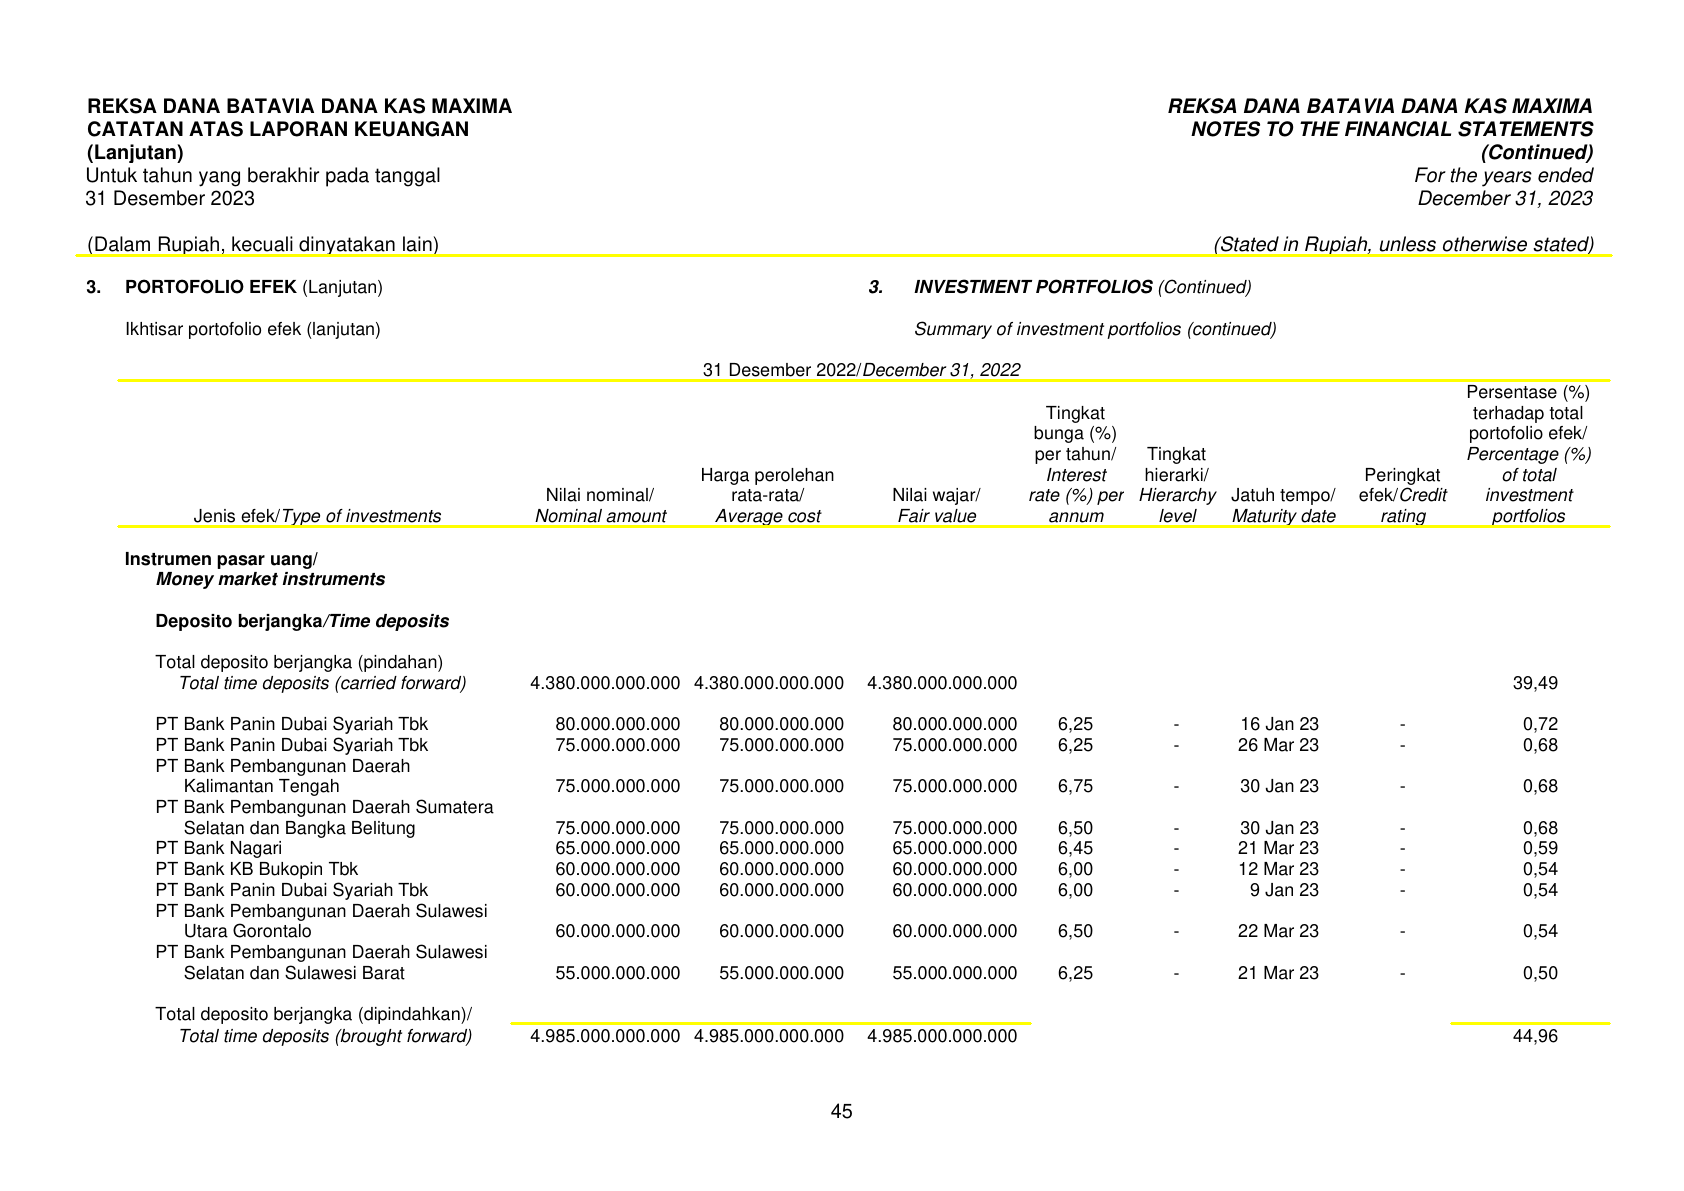 REKSA DANA BATAVIA DANA KAS MAXIMA
CATATAN ATAS LAPORAN KEUANGAN
(Lanjutan)
Untuk tahun yang berakhir pada tanggal
31 Desember 2023
(Dalam Rupiah, kecuali dinyatakan lain)
REKSA DANA BATAVIA DANA KAS MAXIMA
NOTES TO THE FINANCIAL STATEMENTS
(Continued)
For the years ended
December 31, 2023
(Stated in Rupiah, unless otherwise stated)
3. PORTOFOLIO EFEK (Lanjutan)
Ikhtisar portofolio efek (lanjutan)
3. INVESTMENT PORTFOLIOS (Continued)
Summary of investment portfolios (continued)
31 Desember 2022/December 31, 2022
Jenis efek/Type of investments
Nilai nominal/
Nominal amount
Harga perolehan
rata-rata/
Average cost
Nilai wajar/
Fair value
Tingkat
bunga (%)
per tahun/
Interest
rate (%) per
annum
Tingkat
hierarki/
Hierarchy
level
Jatuh tempo/
Maturity date
Peringkat
efek/Credit
rating
Persentase (%)
terhadap total
portofolio efek/
Percentage (%)
of total
investment
portfolios
Instrumen pasar uang/
Money market instruments
Deposito berjangka/Time deposits
Total deposito berjangka (pindahan)
Total time deposits (carried forward) 4.380.000.000.000 4.380.000.000.000 4.380.000.000.000 39,49
PT Bank Panin Dubai Syariah Tbk 80.000.000.000 80.000.000.000 80.000.000.000 6,25 - 16 Jan 23 - 0,72
PT Bank Panin Dubai Syariah Tbk 75.000.000.000 75.000.000.000 75.000.000.000 6,25 - 26 Mar 23 - 0,68
PT Bank Pembangunan Daerah
Kalimantan Tengah 75.000.000.000 75.000.000.000 75.000.000.000 6,75 - 30 Jan 23 - 0,68
PT Bank Pembangunan Daerah Sumatera
Selatan dan Bangka Belitung 75.000.000.000 75.000.000.000 75.000.000.000 6,50 - 30 Jan 23 - 0,68
PT Bank Nagari 65.000.000.000 65.000.000.000 65.000.000.000 6,45 - 21 Mar 23 - 0,59
PT Bank KB Bukopin Tbk 60.000.000.000 60.000.000.000 60.000.000.000 6,00 - 12 Mar 23 - 0,54
PT Bank Panin Dubai Syariah Tbk 60.000.000.000 60.000.000.000 60.000.000.000 6,00 - 9 Jan 23 - 0,54
PT Bank Pembangunan Daerah Sulawesi
Utara Gorontalo 60.000.000.000 60.000.000.000 60.000.000.000 6,50 - 22 Mar 23 - 0,54
PT Bank Pembangunan Daerah Sulawesi
Selatan dan Sulawesi Barat 55.000.000.000 55.000.000.000 55.000.000.000 6,25 - 21 Mar 23 - 0,50
Total deposito berjangka (dipindahkan)/
Total time deposits (brought forward) 4.985.000.000.000 4.985.000.000.000 4.985.000.000.000 44,96
45